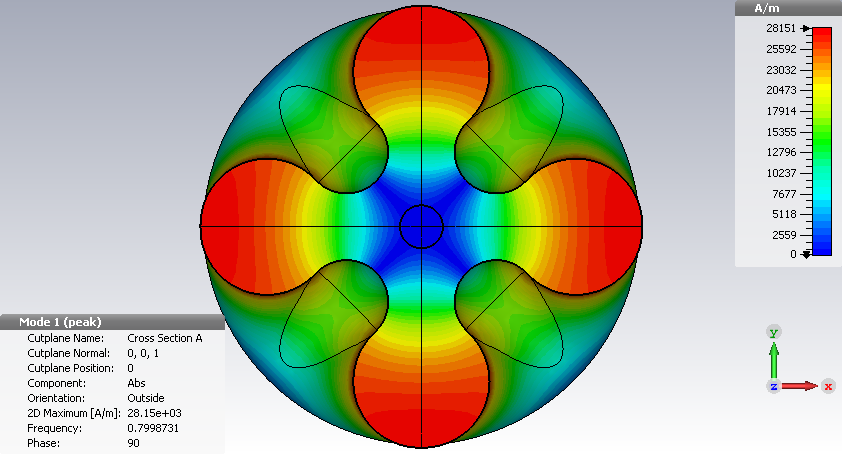 A/m
28151
25592
23032
20473
17914
15355
12796
10237
7677
5118
2559
0
Mode 1 (peak)
Cutplane Name: Cross Section A
Cutplane Normal: 0, 0, 1
Cutplane Position: 0
Component: Abs
Orientation: Outside
2D Maximum [A/m]: 28.15e+03
Frequency: 0.7998731
Phase: 90
y
z
x